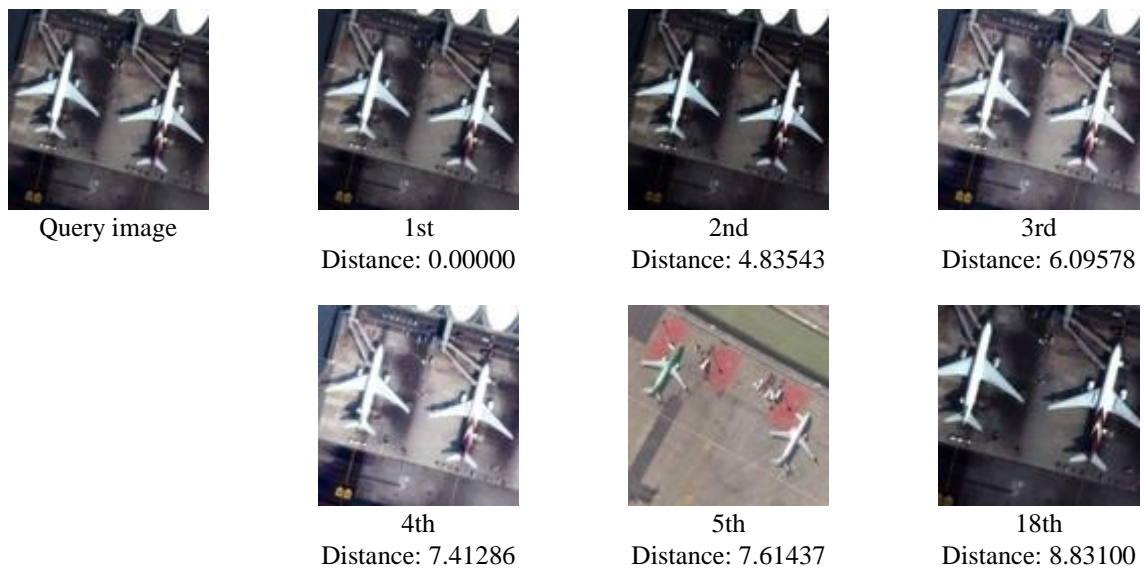 Query image
1st
Distance: 0.00000
2nd
Distance: 4.83543
3rd
Distance: 6.09578
4th
Distance: 7.41286
5th
Distance: 7.61437
18th
Distance: 8.83100